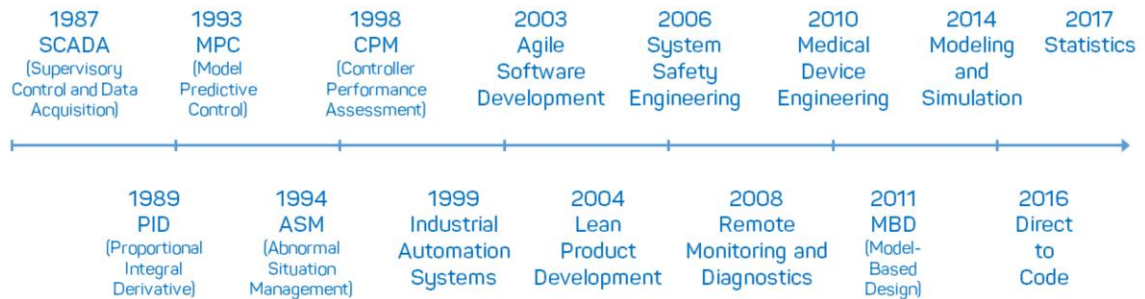 1987
SCADA
(Supervisory
Control and Data
Acquisition)
1993
MPC
(Model
Predictive
Control)
1998
CPM
(Controller
Performance
Assessment)
2003
Agile
Software
Development
2006
System
Safety
Engineering
2010
Medical
Device
Engineering
2014
Modeling
and
Simulation
2017
Statistics
1989
PID
(Proportional
Integral
Derivative)
1994
ASM
(Abnormal
Situation
Management)
1999
Industrial
Automation
Systems
2004
Lean
Product
Development
2008
Remote
Monitoring and
Diagnostics
2011
MBD
(Model-
Based
Design)
2016
Direct
to
Code